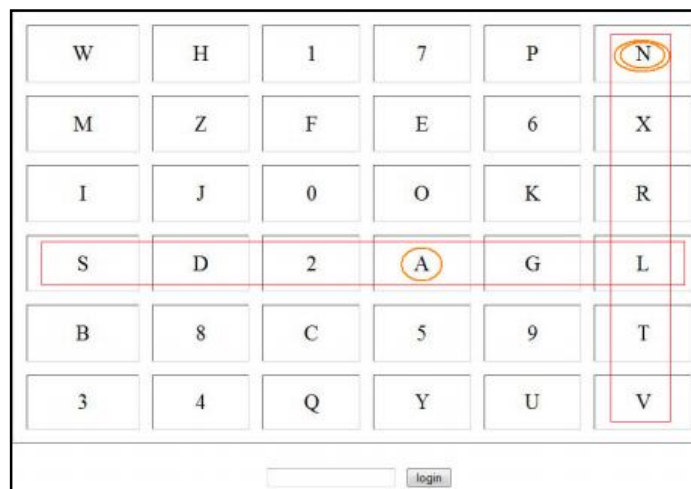 W H 1 7 P N
M Z F E 6 X
I J 0 O K R
S D 2 A G L
B 8 C 5 9 T
3 4 Q Y U V
login